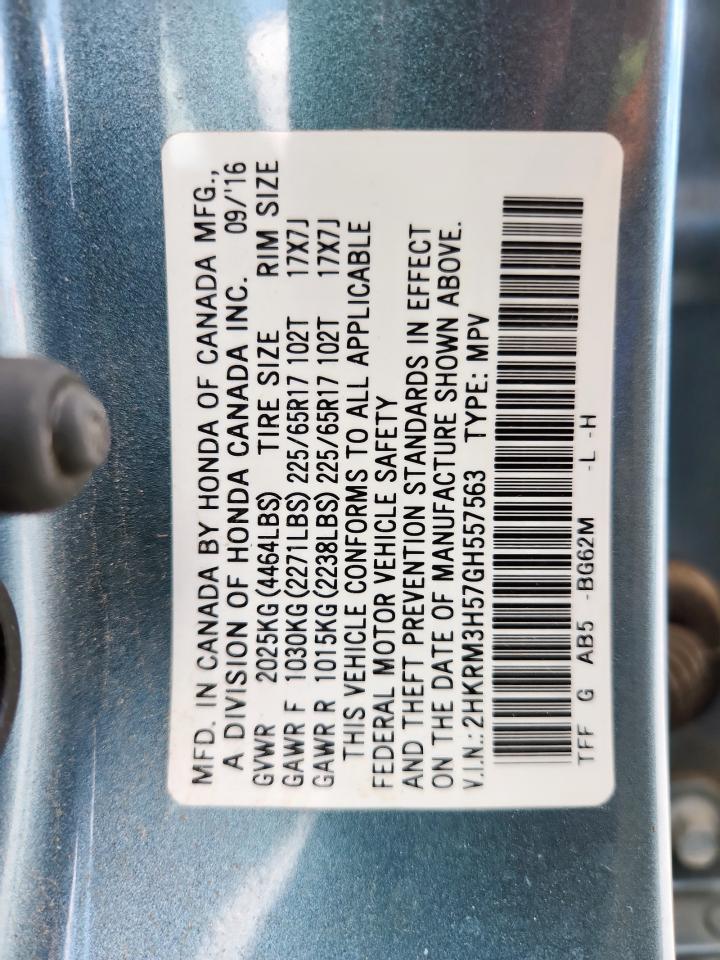 MFD. IN CANADA BY HONDA OF CANADA MFG.,
A DIVISION OF HONDA CANADA INC. 09/'16
GVWR 2025KG(4464LBS) TIRE SIZE RIM SIZE
GAWR F 1030KG(2271LBS) 225/65R17 102T 17X7J
GAWR R 1015KG(2238LBS) 225/65R17 102T 17X7J
THIS VEHICLE CONFORMS TO ALL APPLICABLE
FEDERAL MOTOR VEHICLE SAFETY
AND THEFT PREVENTION STANDARDS IN EFFECT
ON THE DATE OF MANUFACTURE SHOWN ABOVE.
V.I.N.:2HKRM3H57GH557563 TYPE: MPV
TFF G AB5 -BG62M -L -H